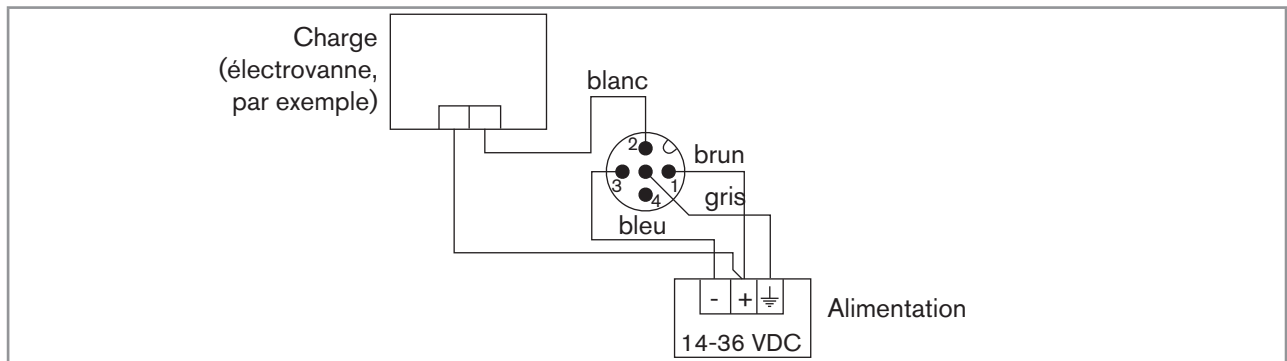 Charge
(électrovanne,
par exemple)
blanc
2
brun
3
1
4
gris
bleu
- +
Alimentation
14-36 VDC